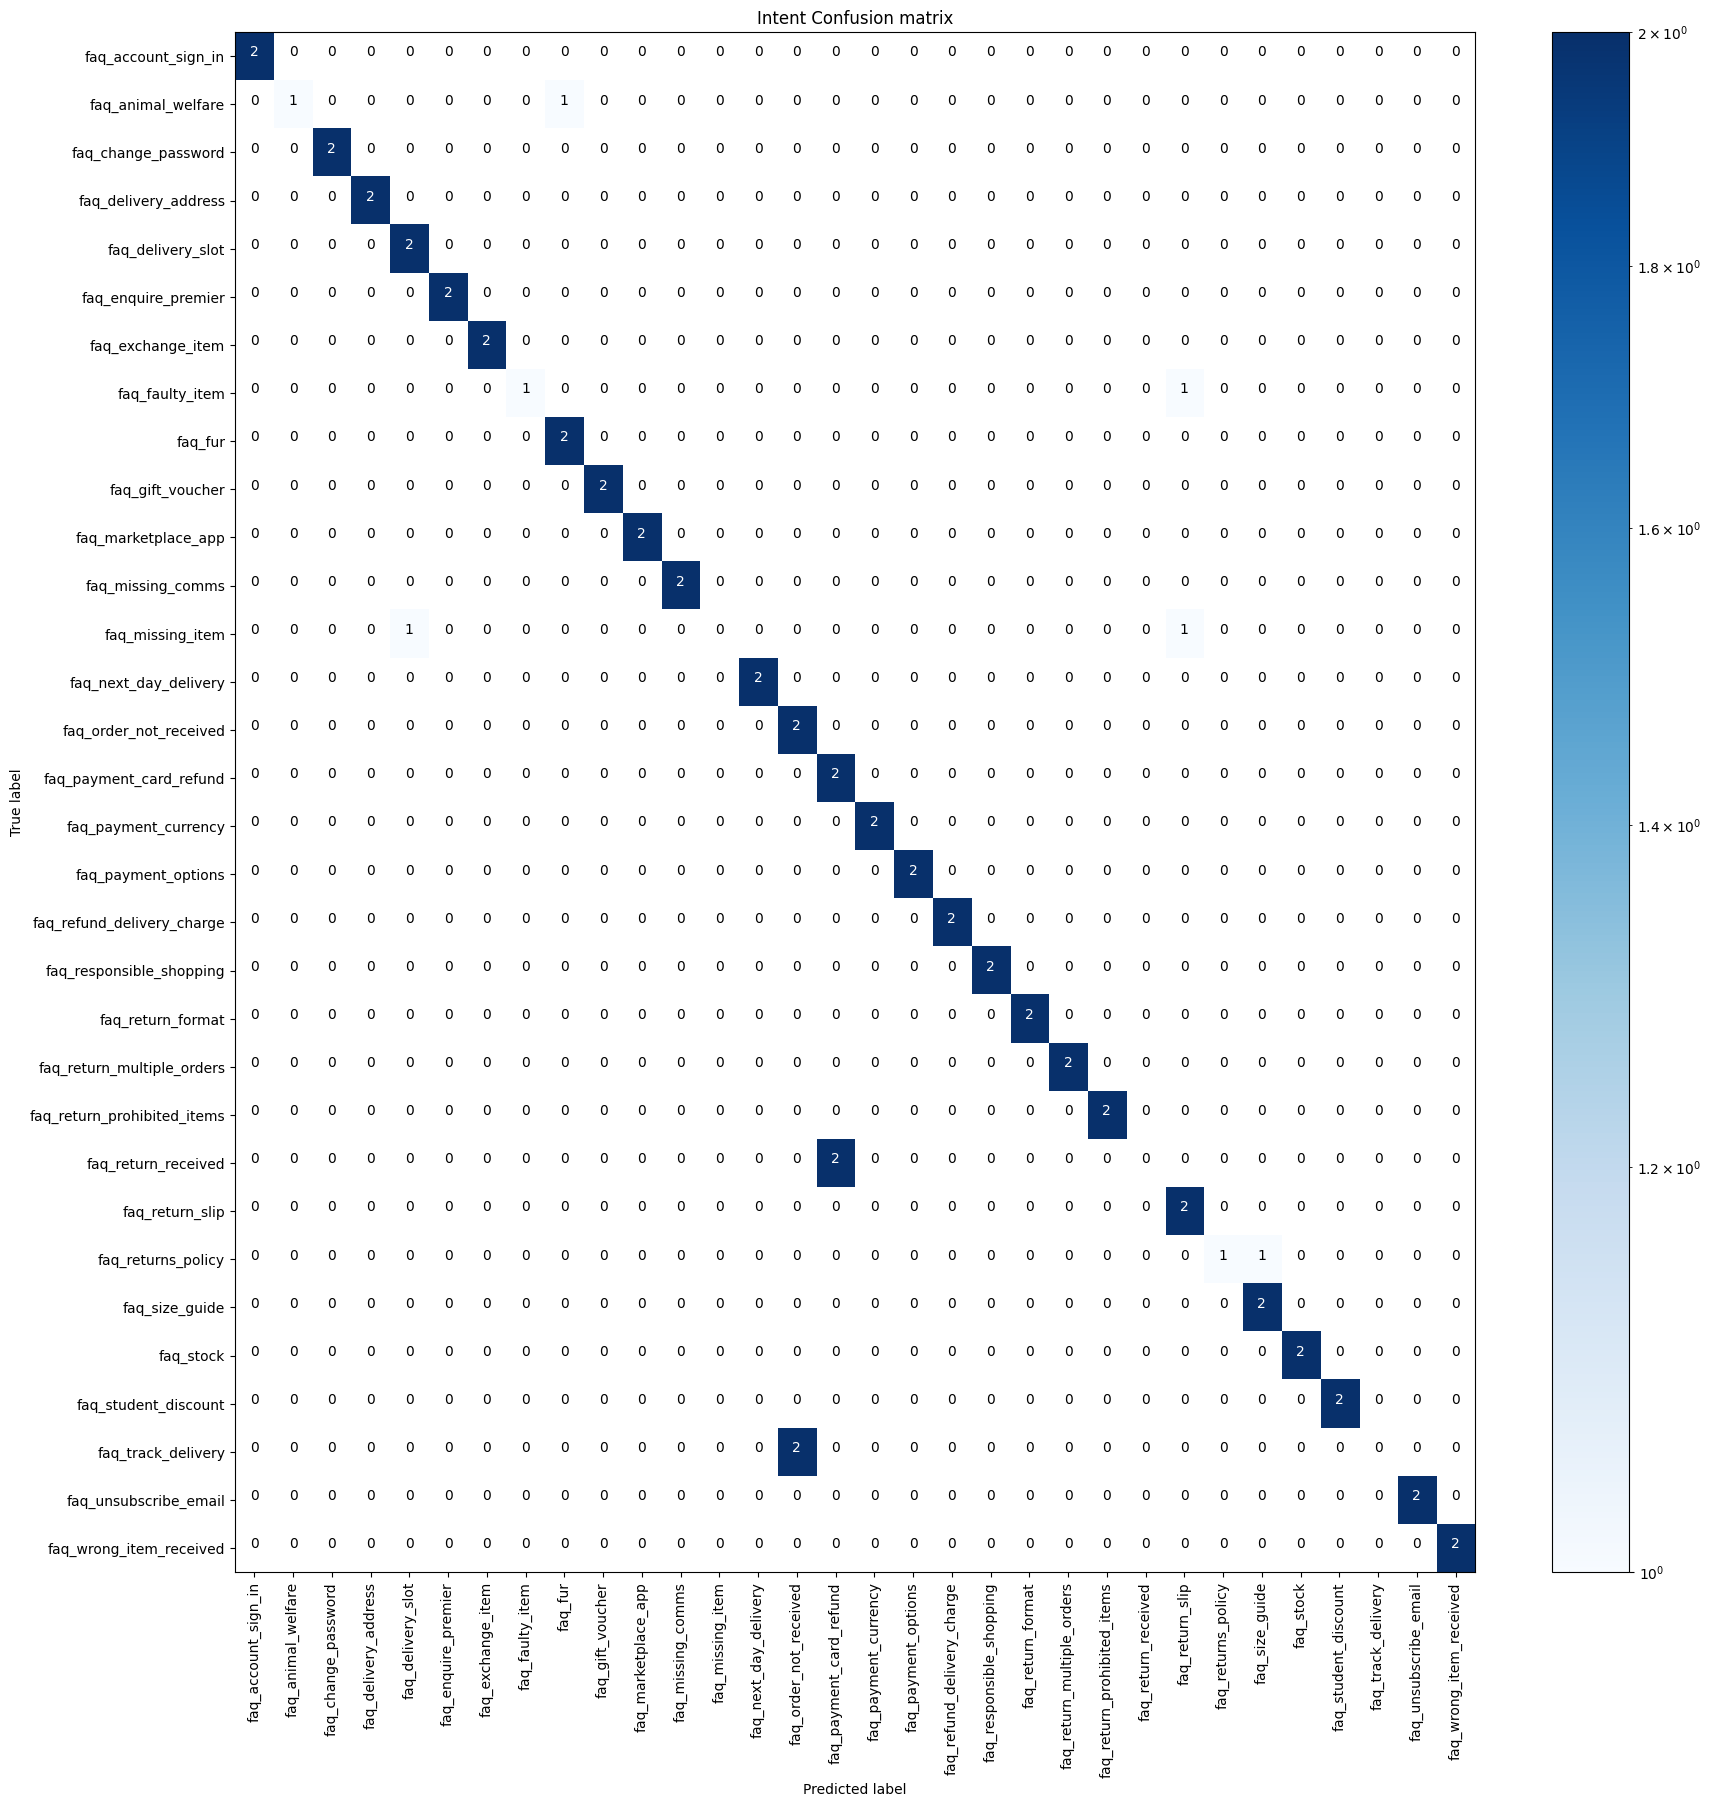 Intent Confusion matrix
faq_account_sign_in 2 0 0 0 0 0 0 0 0 0 0 0 0 0 0 0 0 0 0 0 0 0 0 0 0 0 0 0 0 0 0 0
faq_animal_welfare 0 1 0 0 0 0 0 0 1 0 0 0 0 0 0 0 0 0 0 0 0 0 0 0 0 0 0 0 0 0 0 0
faq_change_password 0 0 2 0 0 0 0 0 0 0 0 0 0 0 0 0 0 0 0 0 0 0 0 0 0 0 0 0 0 0 0 0
faq_delivery_address 0 0 0 2 0 0 0 0 0 0 0 0 0 0 0 0 0 0 0 0 0 0 0 0 0 0 0 0 0 0 0 0
faq_delivery_slot 0 0 0 0 2 0 0 0 0 0 0 0 0 0 0 0 0 0 0 0 0 0 0 0 0 0 0 0 0 0 0 0
faq_enquire_premier 0 0 0 0 0 2 0 0 0 0 0 0 0 0 0 0 0 0 0 0 0 0 0 0 0 0 0 0 0 0 0 0
faq_exchange_item 0 0 0 0 0 0 2 0 0 0 0 0 0 0 0 0 0 0 0 0 0 0 0 0 0 0 0 0 0 0 0 0
faq_faulty_item 0 0 0 0 0 0 0 1 0 0 0 0 0 0 0 0 0 0 0 0 0 0 0 0 1 0 0 0 0 0 0 0
faq_fur 0 0 0 0 0 0 0 0 2 0 0 0 0 0 0 0 0 0 0 0 0 0 0 0 0 0 0 0 0 0 0 0
faq_gift_voucher 0 0 0 0 0 0 0 0 0 2 0 0 0 0 0 0 0 0 0 0 0 0 0 0 0 0 0 0 0 0 0 0
faq_marketplace_app 0 0 0 0 0 0 0 0 0 0 2 0 0 0 0 0 0 0 0 0 0 0 0 0 0 0 0 0 0 0 0 0
faq_missing_comms 0 0 0 0 0 0 0 0 0 0 0 2 0 0 0 0 0 0 0 0 0 0 0 0 0 0 0 0 0 0 0 0
faq_missing_item 0 0 0 0 1 0 0 0 0 0 0 0 0 0 0 0 0 0 0 0 0 0 0 0 1 0 0 0 0 0 0 0
faq_next_day_delivery 0 0 0 0 0 0 0 0 0 0 0 0 0 2 0 0 0 0 0 0 0 0 0 0 0 0 0 0 0 0 0 0
faq_order_not_received 0 0 0 0 0 0 0 0 0 0 0 0 0 0 2 0 0 0 0 0 0 0 0 0 0 0 0 0 0 0 0 0
faq_payment_card_refund 0 0 0 0 0 0 0 0 0 0 0 0 0 0 0 2 0 0 0 0 0 0 0 0 0 0 0 0 0 0 0 0
faq_payment_currency 0 0 0 0 0 0 0 0 0 0 0 0 0 0 0 0 2 0 0 0 0 0 0 0 0 0 0 0 0 0 0 0
faq_payment_options 0 0 0 0 0 0 0 0 0 0 0 0 0 0 0 0 0 2 0 0 0 0 0 0 0 0 0 0 0 0 0 0
faq_refund_delivery_charge 0 0 0 0 0 0 0 0 0 0 0 0 0 0 0 0 0 0 2 0 0 0 0 0 0 0 0 0 0 0 0 0
faq_responsible_shopping 0 0 0 0 0 0 0 0 0 0 0 0 0 0 0 0 0 0 0 2 0 0 0 0 0 0 0 0 0 0 0 0
faq_return_format 0 0 0 0 0 0 0 0 0 0 0 0 0 0 0 0 0 0 0 0 2 0 0 0 0 0 0 0 0 0 0 0
faq_return_multiple_orders 0 0 0 0 0 0 0 0 0 0 0 0 0 0 0 0 0 0 0 0 0 2 0 0 0 0 0 0 0 0 0 0
faq_return_prohibited_items 0 0 0 0 0 0 0 0 0 0 0 0 0 0 0 0 0 0 0 0 0 0 2 0 0 0 0 0 0 0 0 0
faq_return_received 0 0 0 0 0 0 0 0 0 0 0 0 0 0 0 2 0 0 0 0 0 0 0 0 0 0 0 0 0 0 0 0
faq_return_slip 0 0 0 0 0 0 0 0 0 0 0 0 0 0 0 0 0 0 0 0 0 0 0 0 2 0 0 0 0 0 0 0
faq_returns_policy 0 0 0 0 0 0 0 0 0 0 0 0 0 0 0 0 0 0 0 0 0 0 0 0 0 1 1 0 0 0 0 0
faq_size_guide 0 0 0 0 0 0 0 0 0 0 0 0 0 0 0 0 0 0 0 0 0 0 0 0 0 0 2 0 0 0 0 0
faq_stock 0 0 0 0 0 0 0 0 0 0 0 0 0 0 0 0 0 0 0 0 0 0 0 0 0 0 0 2 0 0 0 0
faq_student_discount 0 0 0 0 0 0 0 0 0 0 0 0 0 0 0 0 0 0 0 0 0 0 0 0 0 0 0 0 2 0 0 0
faq_track_delivery 0 0 0 0 0 0 0 0 0 0 0 0 0 0 2 0 0 0 0 0 0 0 0 0 0 0 0 0 0 0 0 0
faq_unsubscribe_email 0 0 0 0 0 0 0 0 0 0 0 0 0 0 0 0 0 0 0 0 0 0 0 0 0 0 0 0 0 0 2 0
faq_wrong_item_received 0 0 0 0 0 0 0 0 0 0 0 0 0 0 0 0 0 0 0 0 0 0 0 0 0 0 0 0 0 0 0 2
True label
faq_account_sign_in
faq_animal_welfare
faq_change_password
faq_delivery_address
faq_delivery_slot
faq_enquire_premier
faq_exchange_item
faq_faulty_item
faq_fur
faq_gift_voucher
faq_marketplace_app
faq_missing_comms
faq_missing_item
faq_next_day_delivery
faq_order_not_received
faq_payment_card_refund
faq_payment_currency
faq_payment_options
faq_refund_delivery_charge
faq_responsible_shopping
faq_return_format
faq_return_multiple_orders
faq_return_prohibited_items
faq_return_received
faq_return_slip
faq_returns_policy
faq_size_guide
faq_stock
faq_student_discount
faq_track_delivery
faq_unsubscribe_email
faq_wrong_item_received
Predicted label
2 × 10⁰
1.8 × 10⁰
1.6 × 10⁰
1.4 × 10⁰
1.2 × 10⁰
10⁰